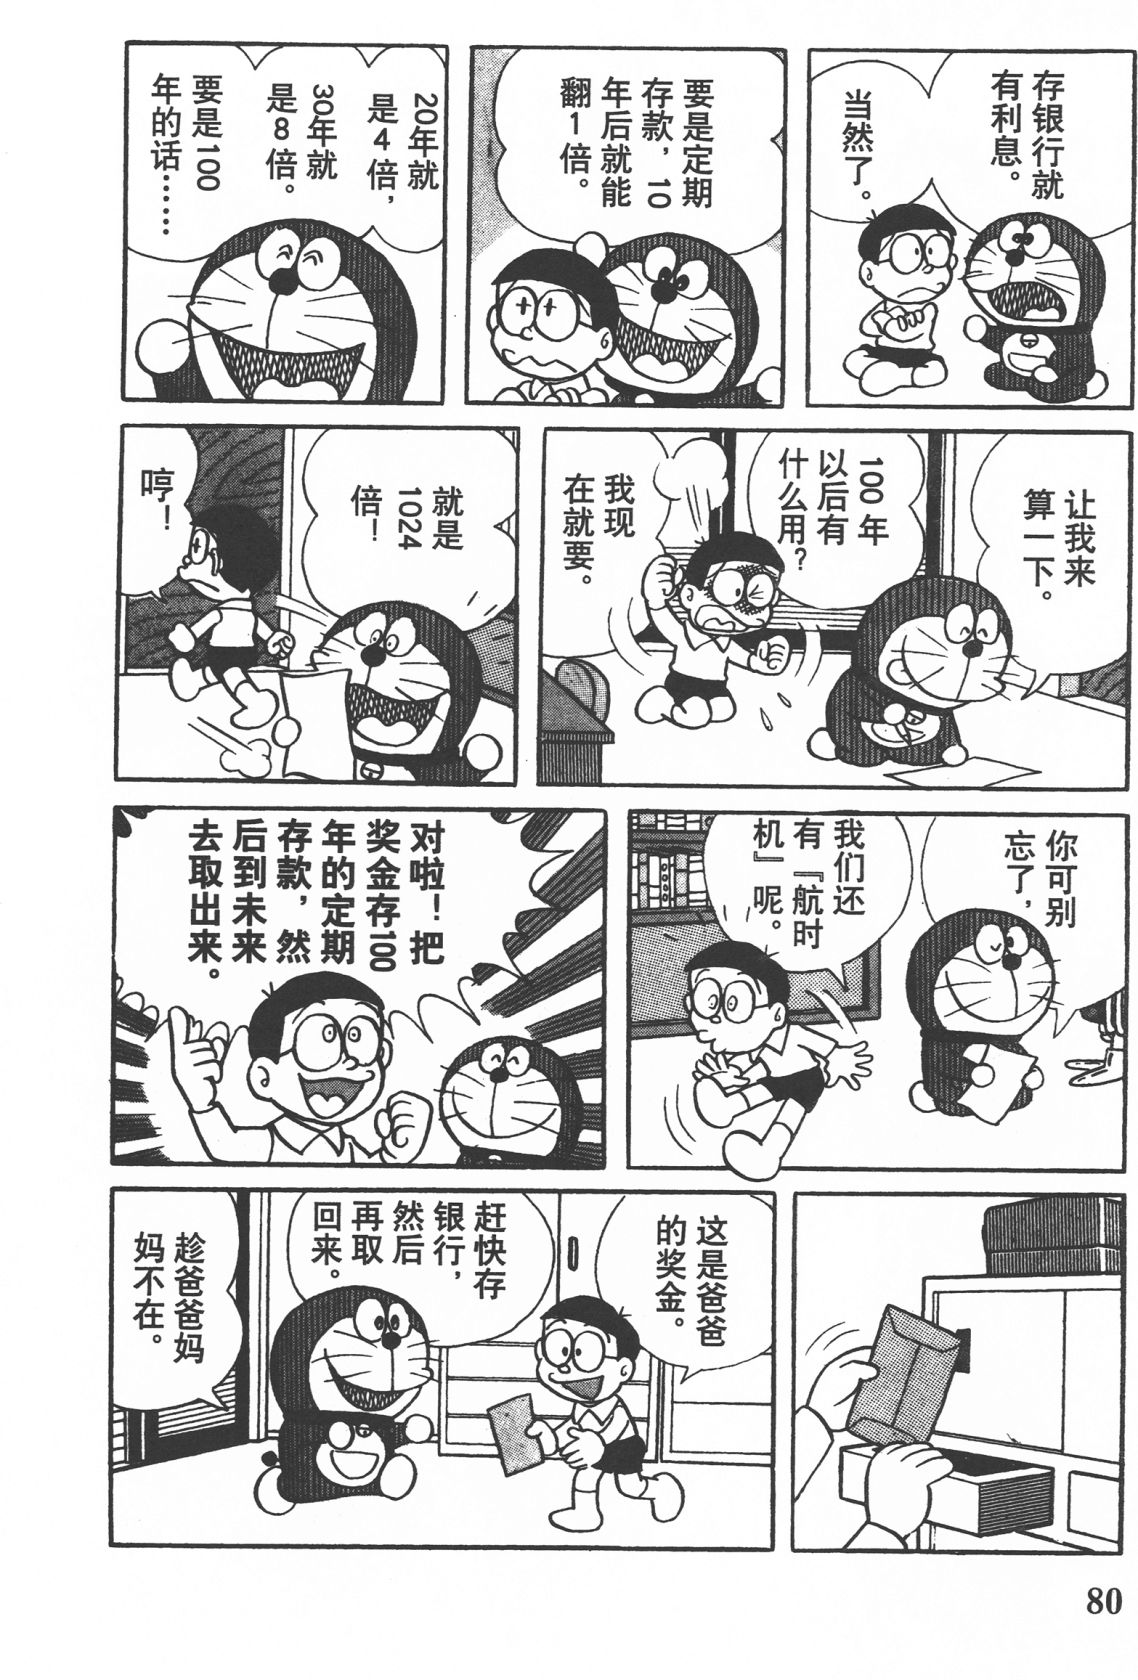 存银行就
有利息。
当然了。
要是定期
存款，10
年后就能
翻1倍。
20年就
是4倍，
30年就
是8倍。
要是100
年的话……
让我来
算一下。
100年
以后有
什么用？
我现
在就要。
就是
1024
倍！
哼！
你可别
忘了，
我们还
有『航时
机』呢。
对啦！把
奖金存100
年的定期
存款，然
后到未来
去取出来。
这是爸爸
的奖金。
赶快存
银行，
然后
再取
回来。
趁爸爸妈
妈不在。
80